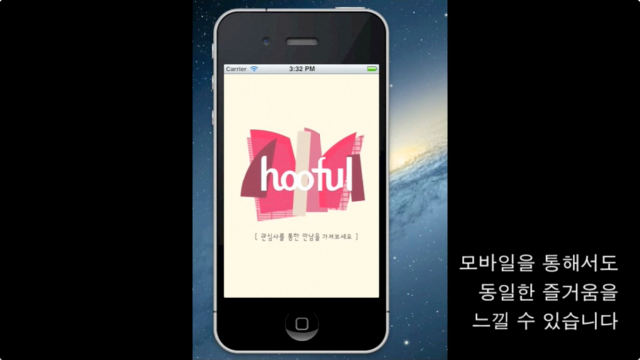 Carrier 3:32 PM
hooful
[ 관심사를 통한 만남을 가져보세요 ]
모바일을 통해서도
동일한 즐거움을
느낄 수 있습니다